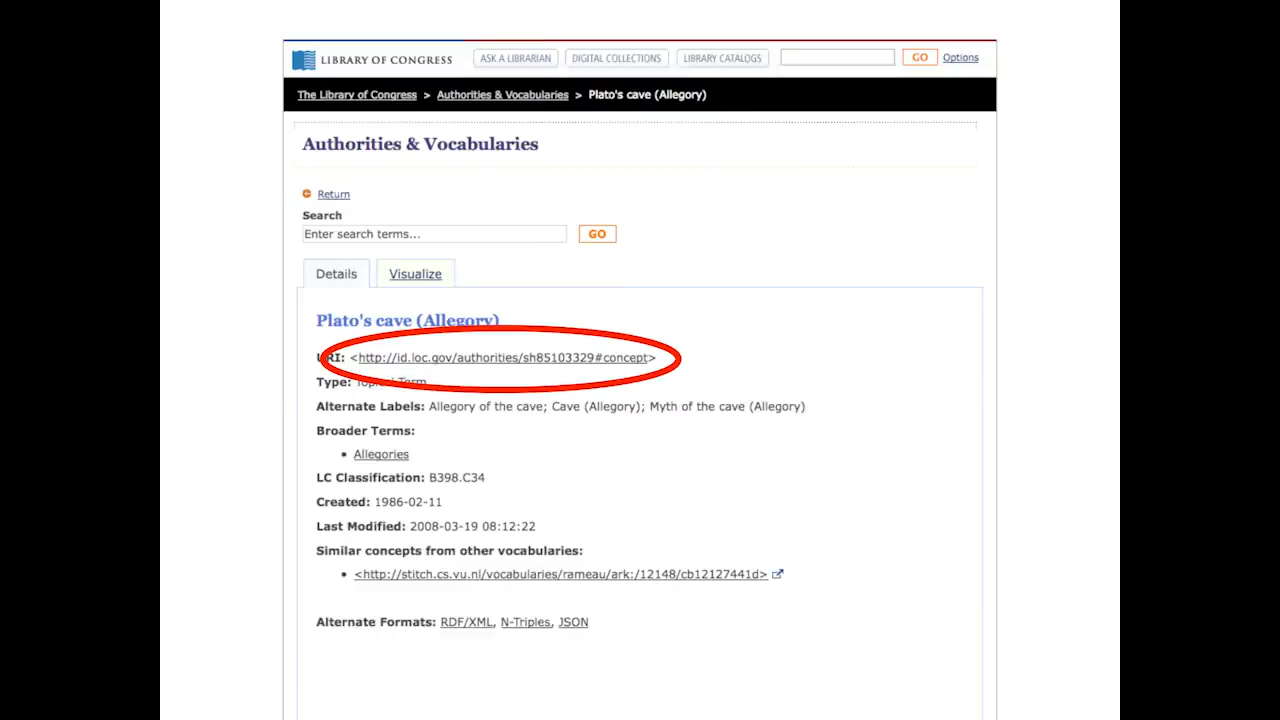 LIBRARY OF CONGRESS ASK A LIBRARIAN DIGITAL COLLECTIONS LIBRARY CATALOGS GO Options
The Library of Congress > Authorities & Vocabularies > Plato's cave (Allegory)
Authorities & Vocabularies
Return
Search
Enter search terms... GO
Details Visualize
Plato's cave (Allegory)
URI: <http://id.loc.gov/authorities/sh85103329#concept>
Type: Topical Term
Alternate Labels: Allegory of the cave; Cave (Allegory); Myth of the cave (Allegory)
Broader Terms:
• Allegories
LC Classification: B398.C34
Created: 1986-02-11
Last Modified: 2008-03-19 08:12:22
Similar concepts from other vocabularies:
• <http://stitch.cs.vu.nl/vocabularies/rameau/ark:/12148/cb12127441d>
Alternate Formats: RDF/XML, N-Triples, JSON